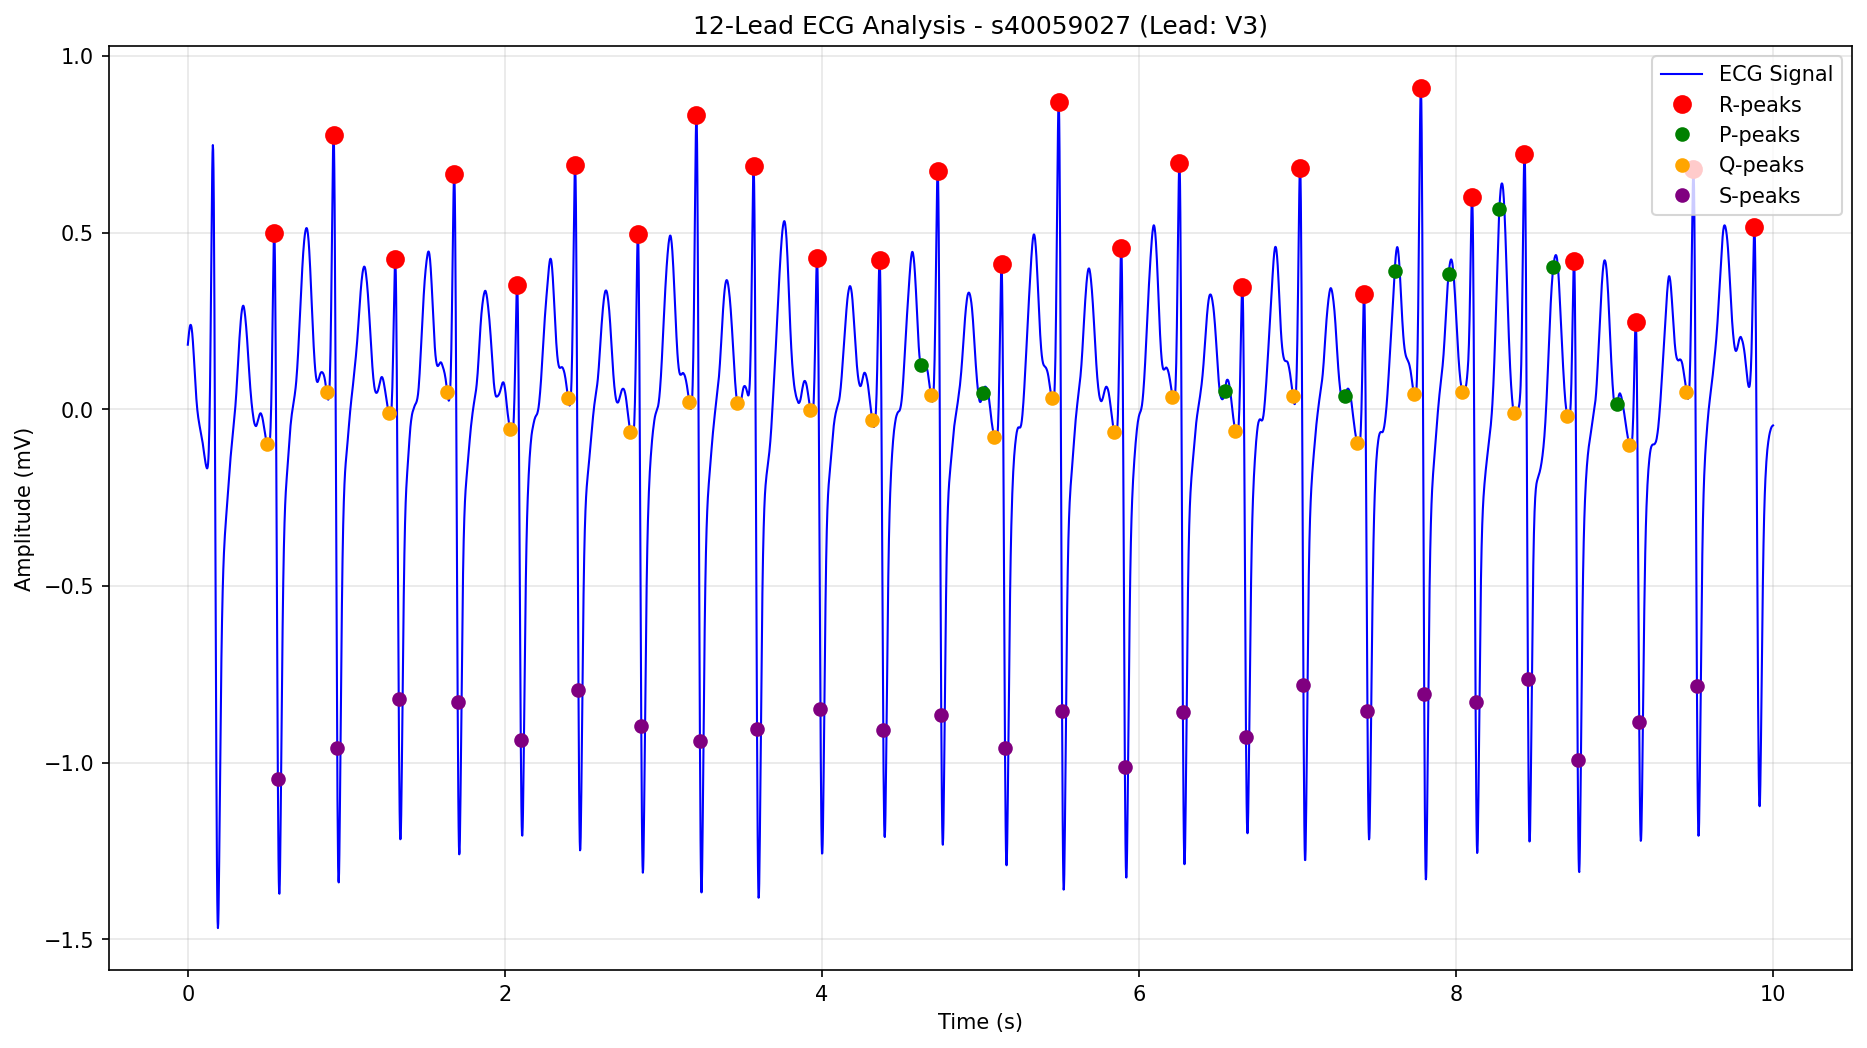 12-Lead ECG Analysis - s40059027 (Lead: V3)
ECG Signal
R-peaks
P-peaks
Q-peaks
S-peaks
Amplitude (mV)
1.0
0.5
0.0
−0.5
−1.0
−1.5
0 2 4 6 8 10
Time (s)